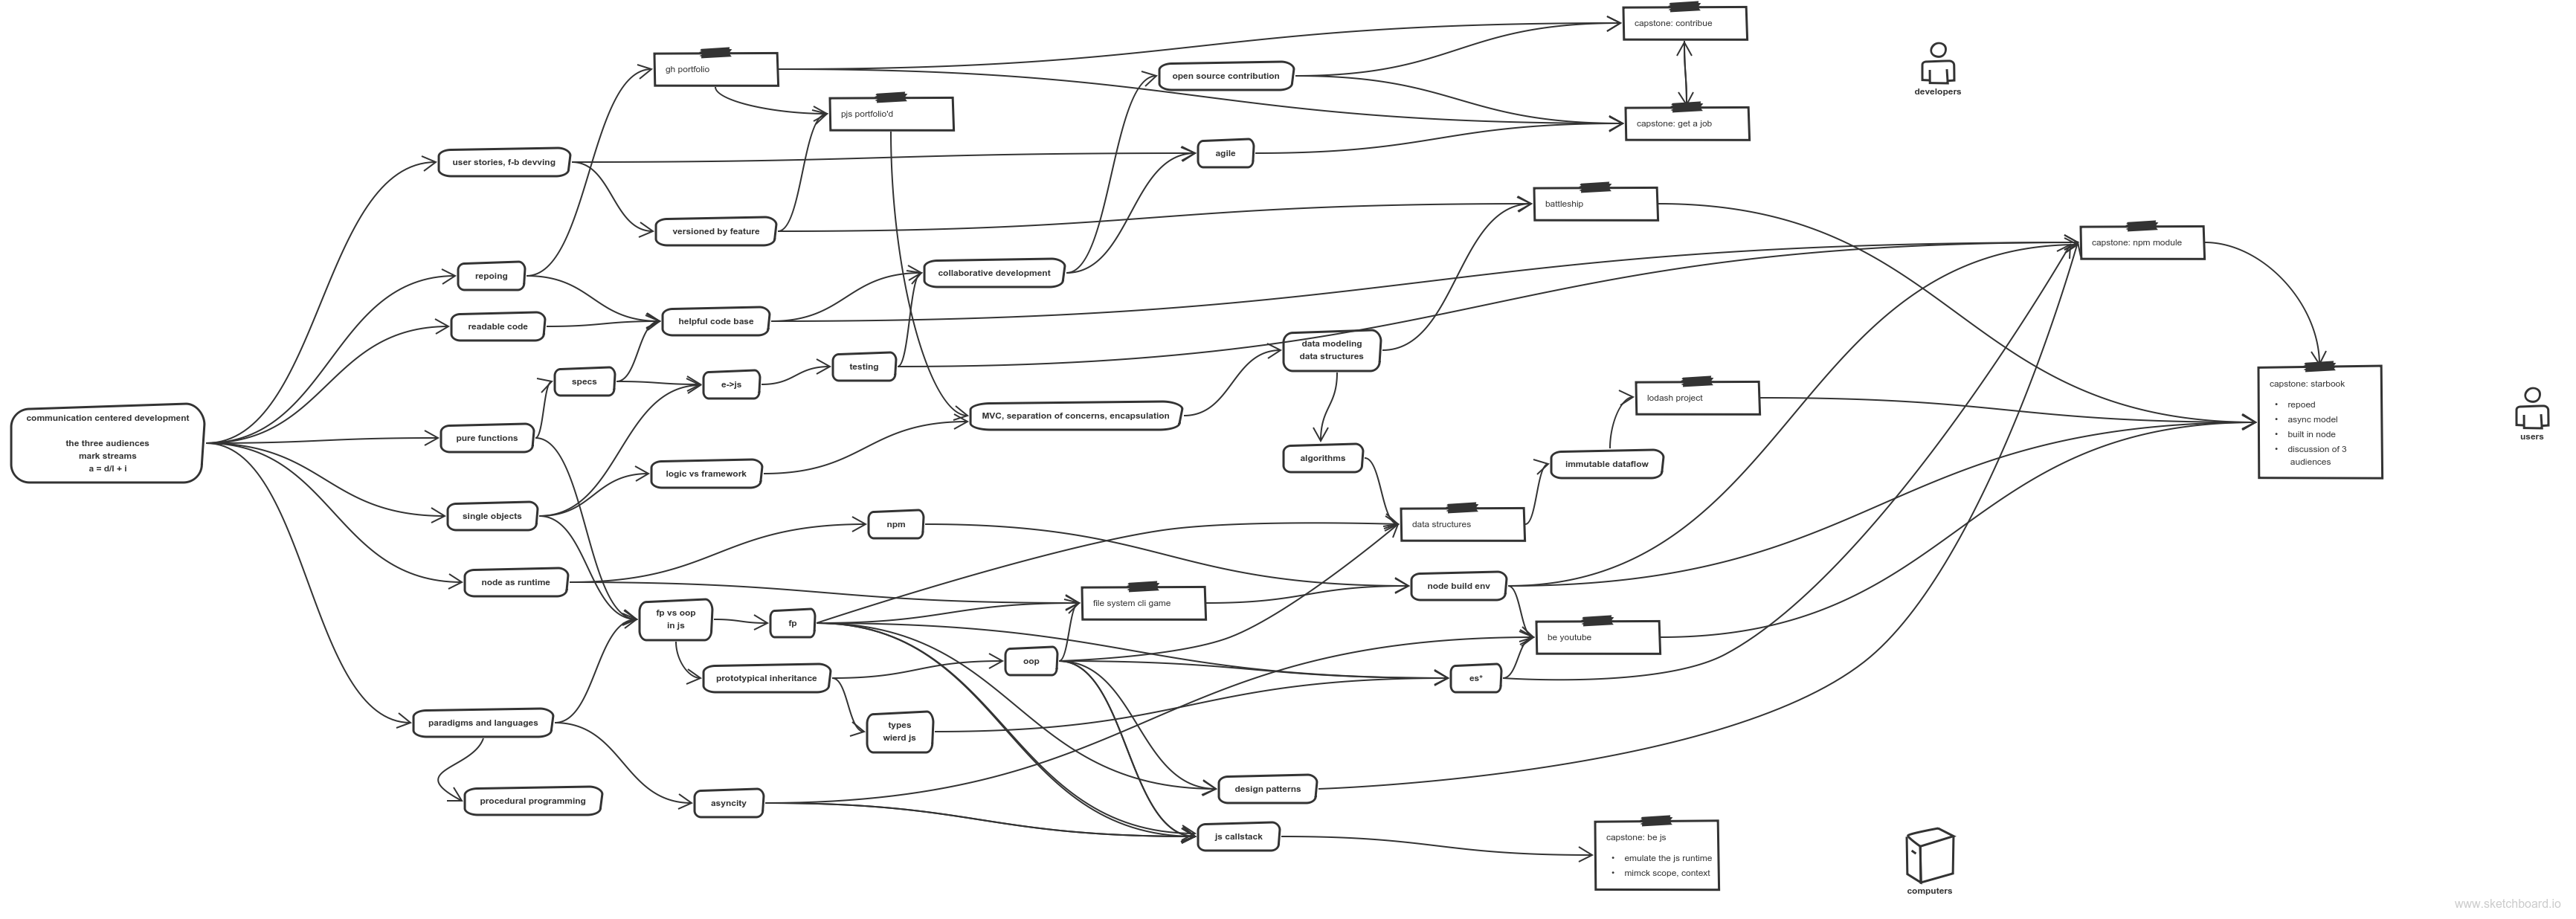 capstone: contribue
gh portfolio
open source contribution
developers
pjs portfolio'd
capstone: get a job
user stories, f-b devving
agile
battleship
versioned by feature
capstone: npm module
repoing
collaborative development
readable code
helpful code base
data modeling
data structures
testing
specs
e->js
capstone: starbook
• repoed
• async model
• built in node
• discussion of 3
audiences
lodash project
users
communication centered development
the three audiences
mark streams
a = d/l + i
MVC, separation of concerns, encapsulation
pure functions
algorithms
immutable dataflow
logic vs framework
single objects
npm
data structures
node as runtime
node build env
file system cli game
fp vs oop
in js
fp
be youtube
oop
prototypical inheritance
es*
paradigms and languages
types
wierd js
design patterns
procedural programming
asyncity
js callstack
capstone: be js
• emulate the js runtime
• mimck scope, context
computers
www.sketchboard.io